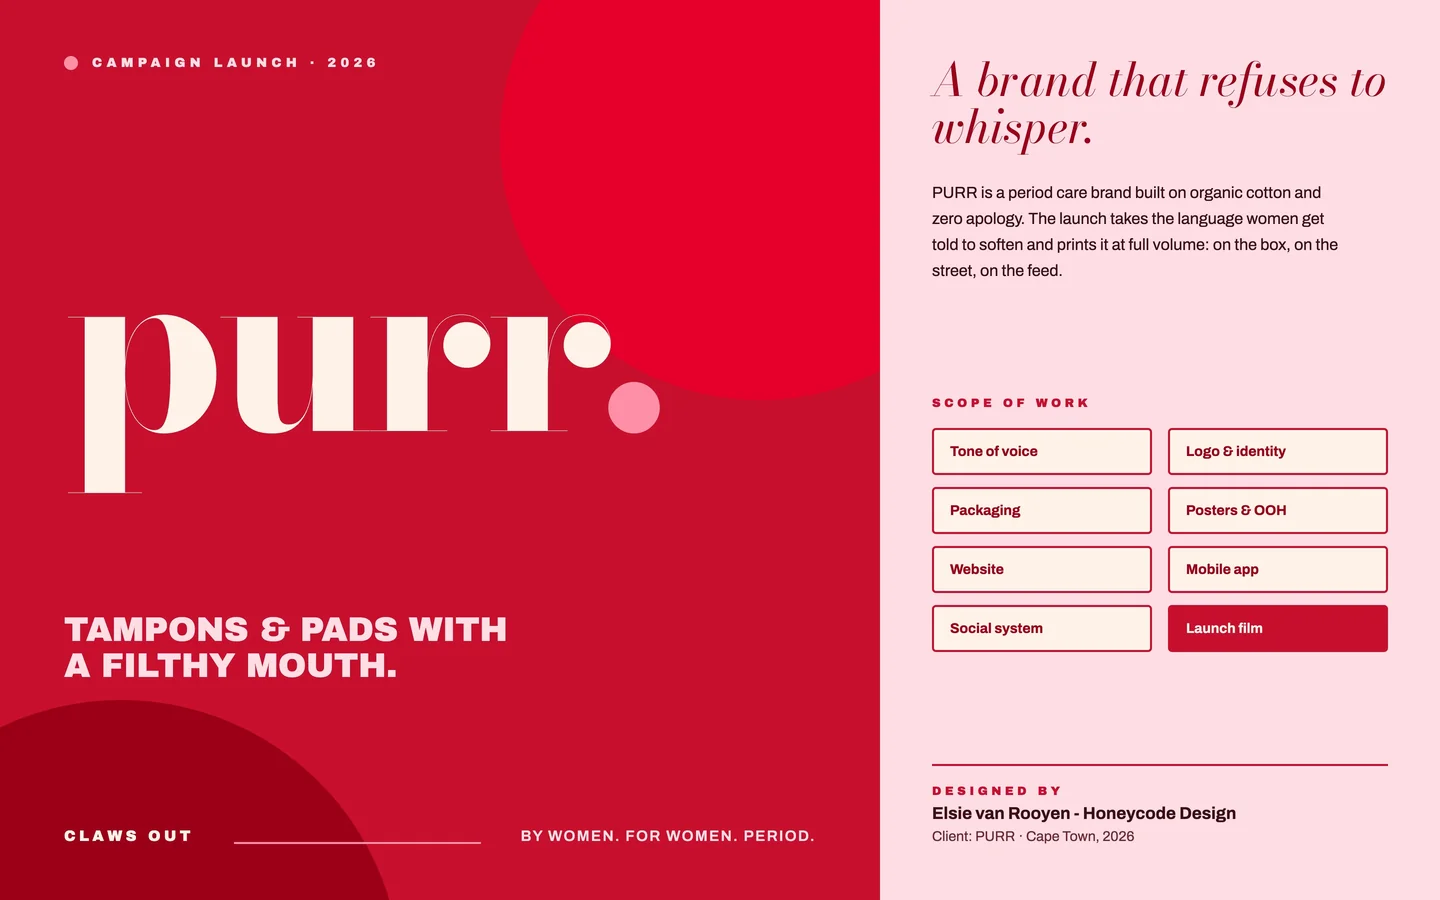 CAMPAIGN LAUNCH · 2026
purr.
TAMPONS & PADS WITH
A FILTHY MOUTH.
CLAWS OUT
BY WOMEN. FOR WOMEN. PERIOD.
A brand that refuses to
whisper.
PURR is a period care brand built on organic cotton and
zero apology. The launch takes the language women get
told to soften and prints it at full volume: on the box, on the
street, on the feed.
SCOPE OF WORK
Tone of voice
Logo & identity
Packaging
Posters & OOH
Website
Mobile app
Social system
Launch film
DESIGNED BY
Elsie van Rooyen - Honeycode Design
Client: PURR · Cape Town, 2026